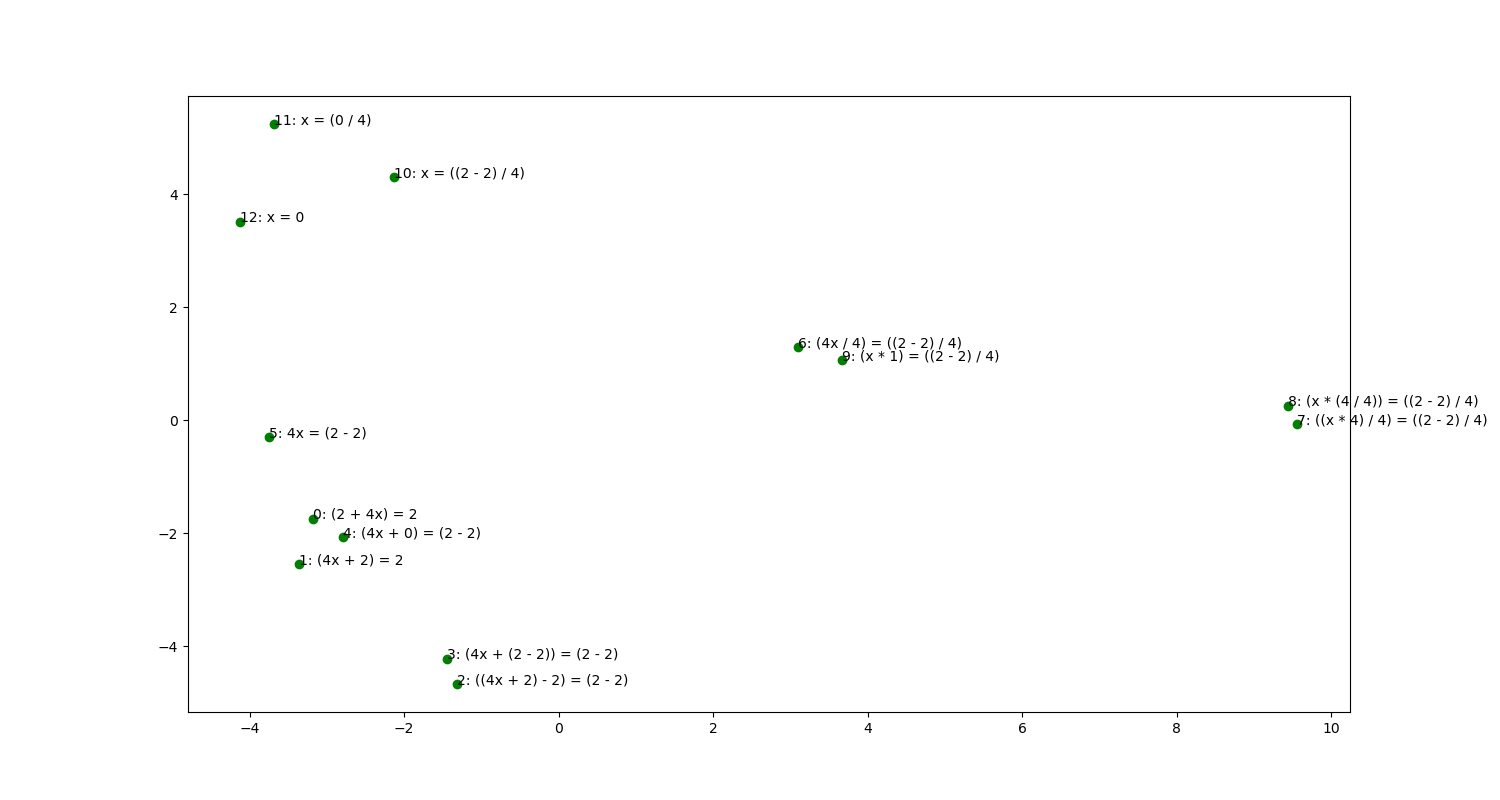 11: x = (0 / 4)
10: x = ((2 - 2) / 4)
4
12: x = 0
2
6: (4x / 4) = ((2 - 2) / 4)
9: (x * 1) = ((2 - 2) / 4)
8: (x * (4 / 4)) = ((2 - 2) / 4)
0
7: ((x * 4) / 4) = ((2 - 2) / 4)
5: 4x = (2 - 2)
0: (2 + 4x) = 2
−2
4: (4x + 0) = (2 - 2)
1: (4x + 2) = 2
−4
3: (4x + (2 - 2)) = (2 - 2)
2: ((4x + 2) - 2) = (2 - 2)
−4 −2 0 2 4 6 8 10